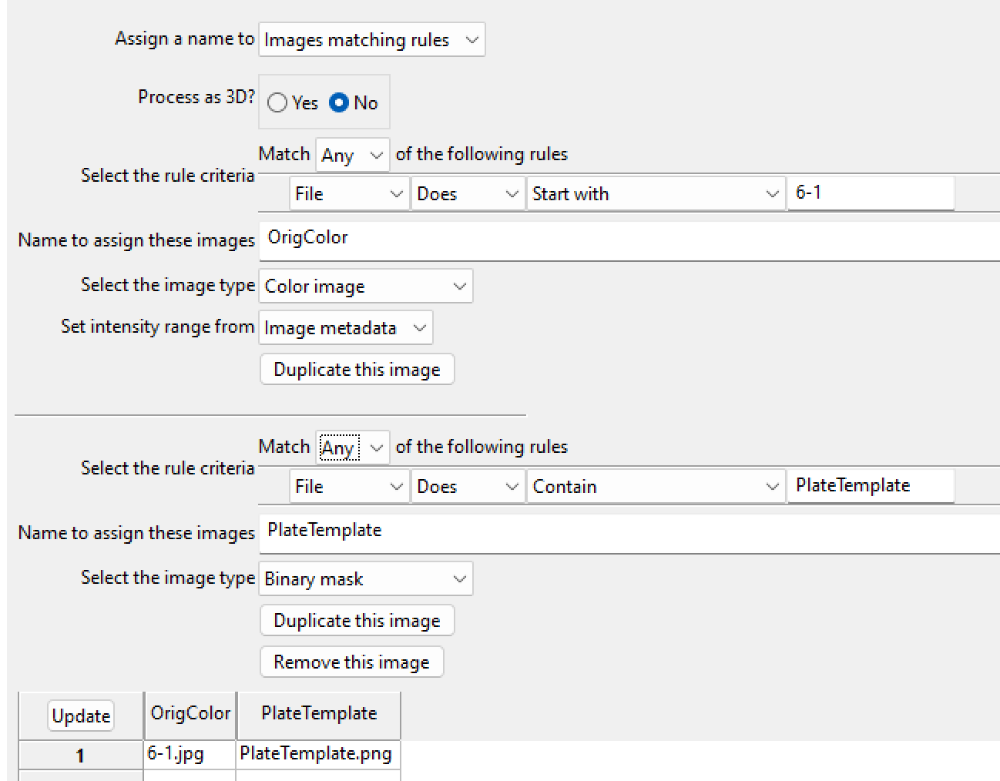 Assign a name to Images matching rules
Process as 3D? Yes No
Match Any of the following rules
Select the rule criteria
File Does Start with 6-1
Name to assign these images OrigColor
Select the image type Color image
Set intensity range from Image metadata
Duplicate this image
Match Any of the following rules
Select the rule criteria
File Does Contain PlateTemplate
Name to assign these images PlateTemplate
Select the image type Binary mask
Duplicate this image
Remove this image
Update OrigColor PlateTemplate
1 6-1.jpg PlateTemplate.png